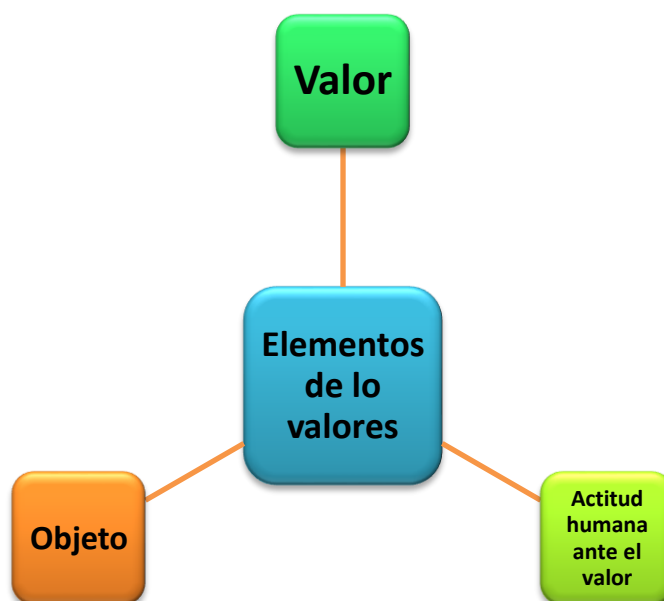 Valor
Elementos
de lo
valores
Objeto
Actitud
humana
ante el
valor